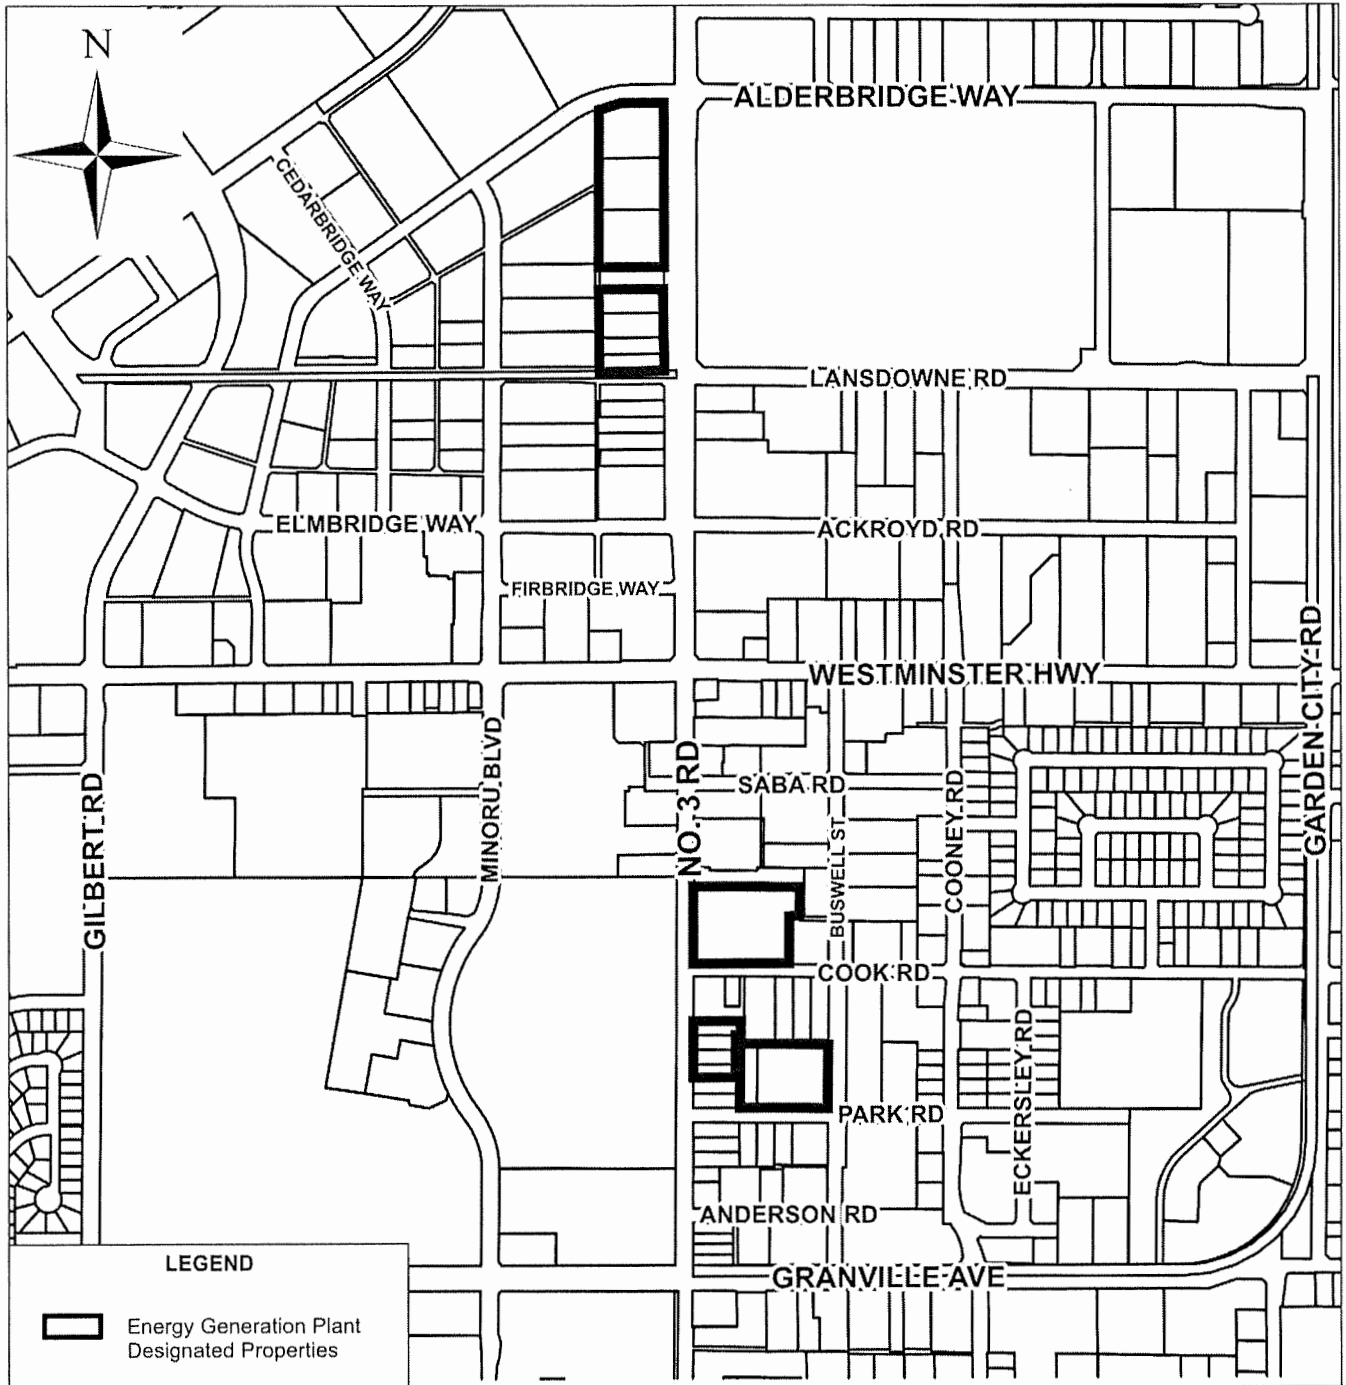 N
ALDERBRIDGE WAY
CEDARBRIDGE WAY
LANSDOWNE RD
ELMBRIDGE WAY
ACKROYD RD
FIRBRIDGE WAY
WESTMINSTER HWY
GARDEN CITY RD
GILBERT RD
MINORU BLVD
NO. 3 RD
SABA RD
BUSWELL ST
COONEY RD
COOK RD
ECKERSLEY RD
PARK RD
ANDERSON RD
GRANVILLE AVE
LEGEND
Energy Generation Plant
Designated Properties